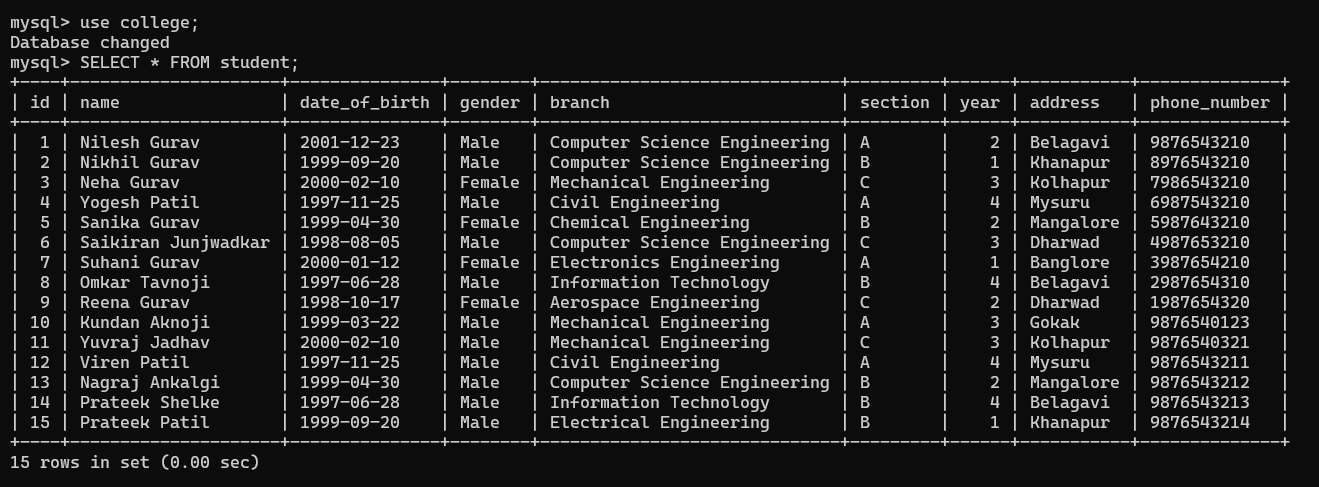 mysql> use college;
Database changed
mysql> SELECT * FROM student;
+----+---------------------+---------------+--------+------------------------------+---------+------+-----------+--------------+
| id | name                | date_of_birth | gender | branch                       | section | year | address   | phone_number |
+----+---------------------+---------------+--------+------------------------------+---------+------+-----------+--------------+
|  1 | Nilesh Gurav        | 2001-12-23    | Male   | Computer Science Engineering | A       |    2 | Belagavi  | 9876543210   |
|  2 | Nikhil Gurav        | 1999-09-20    | Male   | Computer Science Engineering | B       |    1 | Khanapur  | 8976543210   |
|  3 | Neha Gurav          | 2000-02-10    | Female | Mechanical Engineering       | C       |    3 | Kolhapur  | 7986543210   |
|  4 | Yogesh Patil        | 1997-11-25    | Male   | Civil Engineering            | A       |    4 | Mysuru    | 6987543210   |
|  5 | Sanika Gurav        | 1999-04-30    | Female | Chemical Engineering         | B       |    2 | Mangalore | 5987643210   |
|  6 | Saikiran Junjwadkar | 1998-08-05    | Male   | Computer Science Engineering | C       |    3 | Dharwad   | 4987653210   |
|  7 | Suhani Gurav        | 2000-01-12    | Female | Electronics Engineering      | A       |    1 | Banglore  | 3987654210   |
|  8 | Omkar Tavnoji       | 1997-06-28    | Male   | Information Technology       | B       |    4 | Belagavi  | 2987654310   |
|  9 | Reena Gurav         | 1998-10-17    | Female | Aerospace Engineering        | C       |    2 | Dharwad   | 1987654320   |
| 10 | Kundan Aknoji       | 1999-03-22    | Male   | Mechanical Engineering       | A       |    3 | Gokak     | 9876540123   |
| 11 | Yuvraj Jadhav       | 2000-02-10    | Male   | Mechanical Engineering       | C       |    3 | Kolhapur  | 9876540321   |
| 12 | Viren Patil         | 1997-11-25    | Male   | Civil Engineering            | A       |    4 | Mysuru    | 9876543211   |
| 13 | Nagraj Ankalgi      | 1999-04-30    | Male   | Computer Science Engineering | B       |    2 | Mangalore | 9876543212   |
| 14 | Prateek Shelke      | 1997-06-28    | Male   | Information Technology       | B       |    4 | Belagavi  | 9876543213   |
| 15 | Prateek Patil       | 1999-09-20    | Male   | Electrical Engineering       | B       |    1 | Khanapur  | 9876543214   |
+----+---------------------+---------------+--------+------------------------------+---------+------+-----------+--------------+
15 rows in set (0.00 sec)